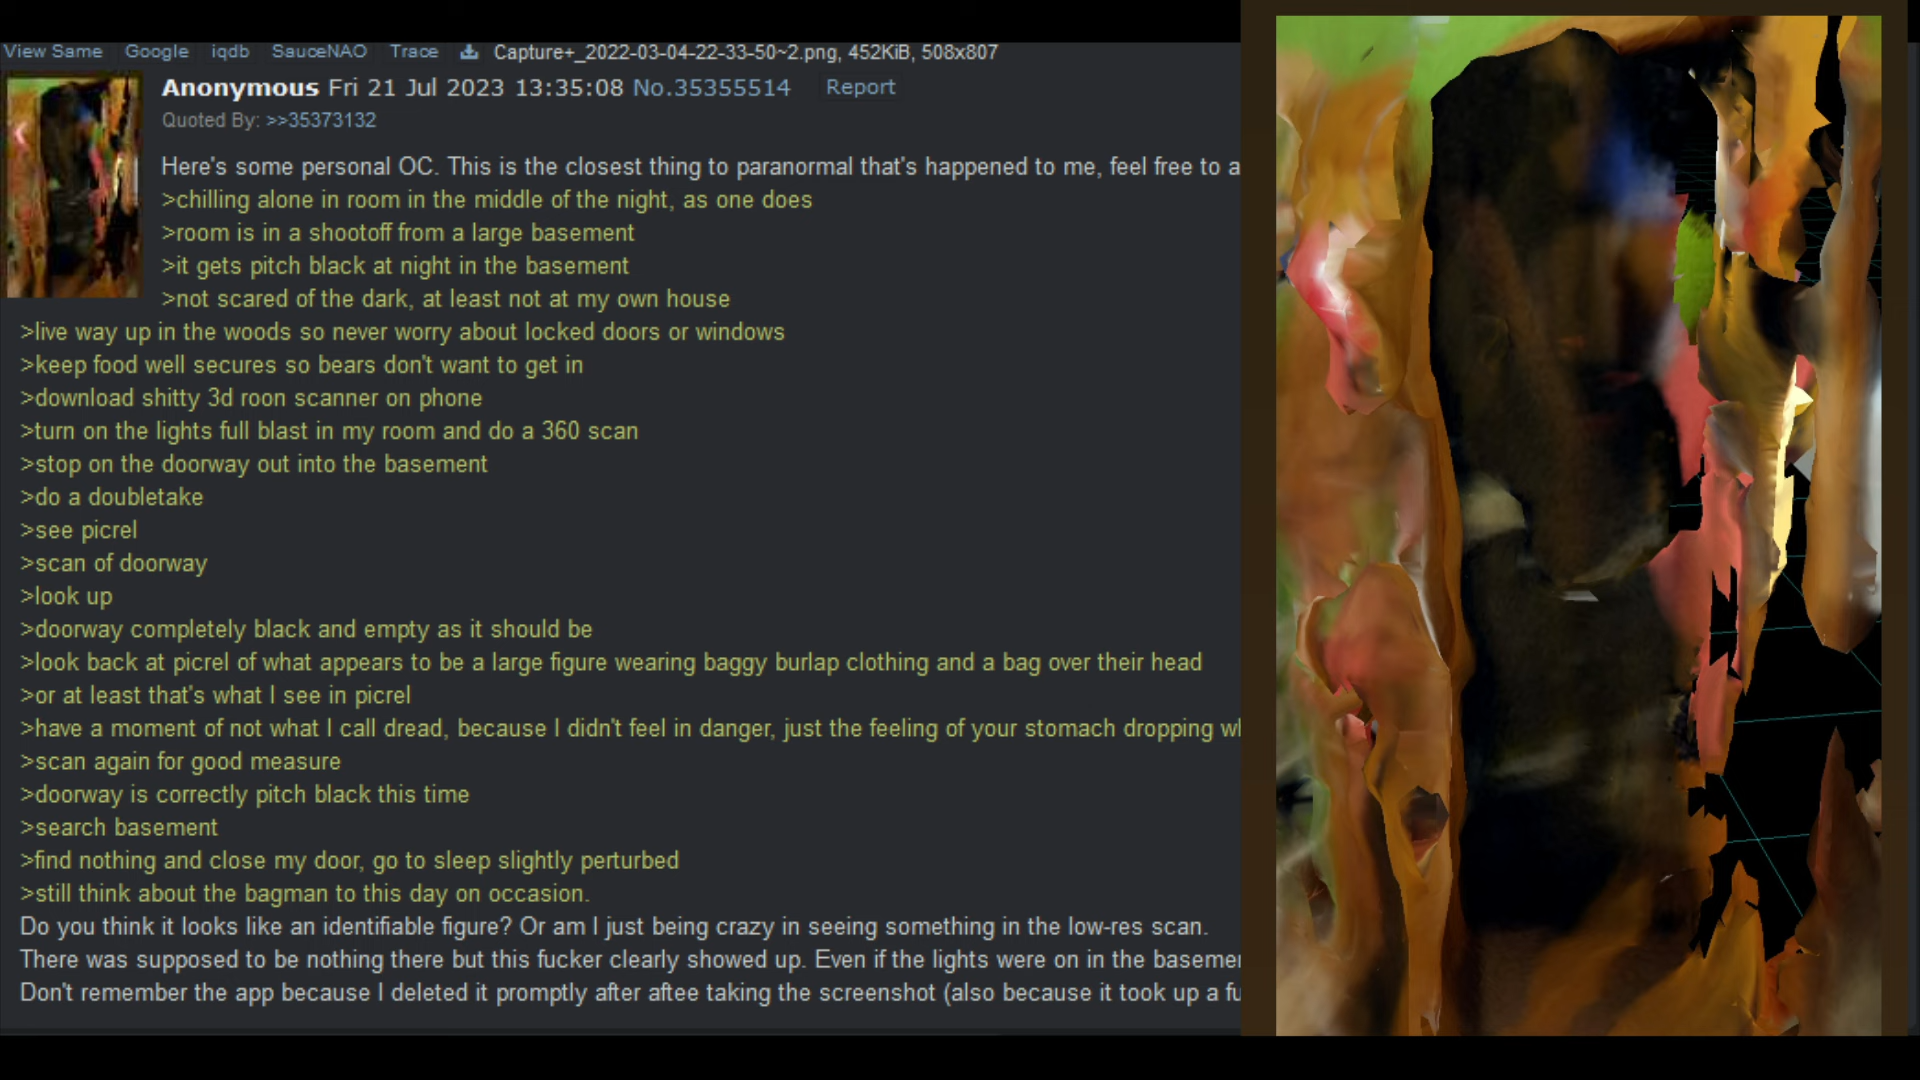 View Same Google iqdb SauceNAO Trace Capture+_2022-03-04-22-33-50~2.png, 452KiB, 508x807
Anonymous Fri 21 Jul 2023 13:35:08 No.35355514 Report
Quoted By: >>35373132
Here's some personal OC. This is the closest thing to paranormal that's happened to me, feel free to a
>chilling alone in room in the middle of the night, as one does
>room is in a shootoff from a large basement
>it gets pitch black at night in the basement
>not scared of the dark, at least not at my own house
>live way up in the woods so never worry about locked doors or windows
>keep food well secures so bears don't want to get in
>download shitty 3d roon scanner on phone
>turn on the lights full blast in my room and do a 360 scan
>stop on the doorway out into the basement
>do a doubletake
>see picrel
>scan of doorway
>look up
>doorway completely black and empty as it should be
>look back at picrel of what appears to be a large figure wearing baggy burlap clothing and a bag over their head
>or at least that's what I see in picrel
>have a moment of not what I call dread, because I didn't feel in danger, just the feeling of your stomach dropping wh
>scan again for good measure
>doorway is correctly pitch black this time
>search basement
>find nothing and close my door, go to sleep slightly perturbed
>still think about the bagman to this day on occasion.
Do you think it looks like an identifiable figure? Or am I just being crazy in seeing something in the low-res scan.
There was supposed to be nothing there but this fucker clearly showed up. Even if the lights were on in the basemen
Don't remember the app because I deleted it promptly after aftee taking the screenshot (also because it took up a fu